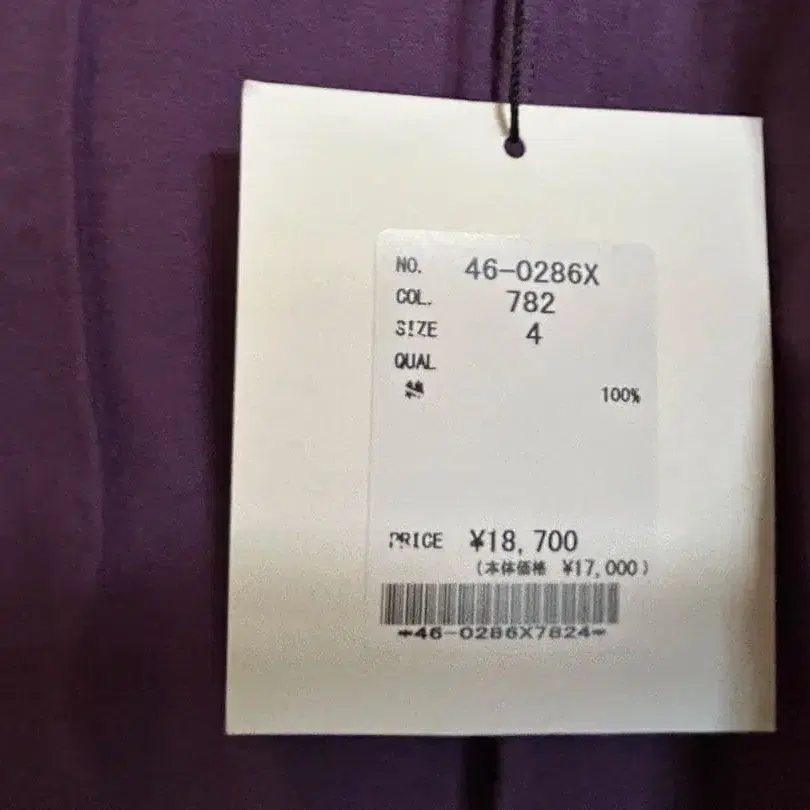 NO. 46-0286X
COL. 782
SIZE 4
QUAL
100%
PRICE ¥18,700
(本体価格 ¥17,000)
*46-0286X7824*